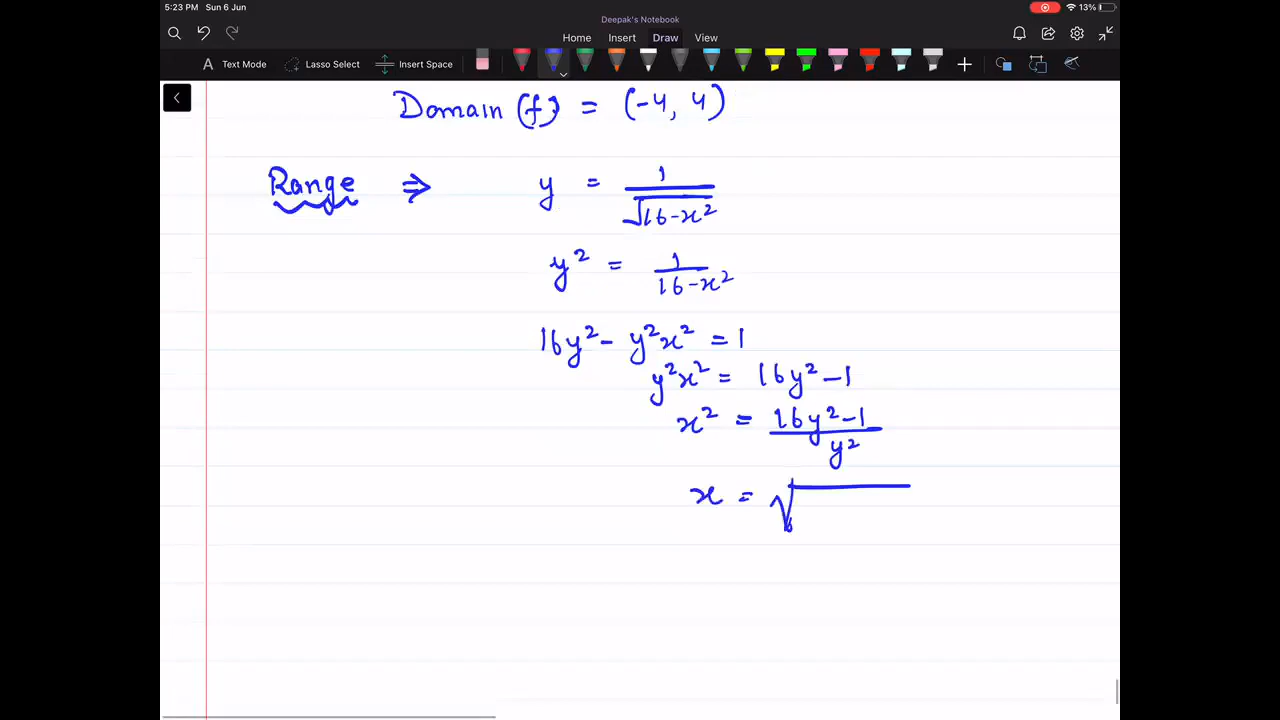 5:23 PM Sun 6 Jun
13%
Deepak's Notebook
Home Insert Draw View
Text Mode Lasso Select Insert Space
Domain (f) = (-4, 4)
Range ⇒ y = 1/√(16-x²)
y² = 1/(16-x²)
16y² - y²x² = 1
y²x² = 16y² - 1
x² = (16y² - 1)/y²
x = √